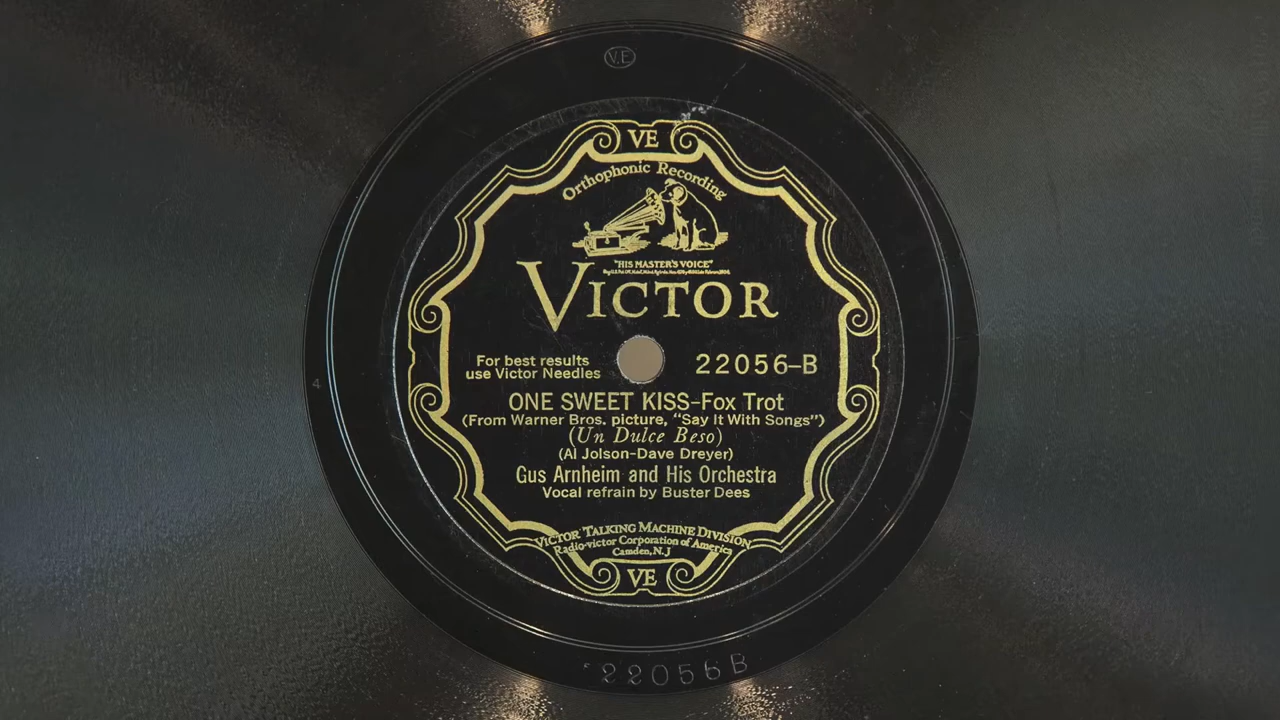 V.E
VE
Orthophonic Recording
"HIS MASTER'S VOICE"
VICTOR
For best results
use Victor Needles
22056-B
ONE SWEET KISS-Fox Trot
(From Warner Bros. picture, "Say It With Songs")
(Un Dulce Beso)
(Al Jolson-Dave Dreyer)
Gus Arnheim and His Orchestra
Vocal refrain by Buster Dees
VICTOR TALKING MACHINE DIVISION
Radio-victor Corporation of America
Camden, N.J
VE
4
22056B